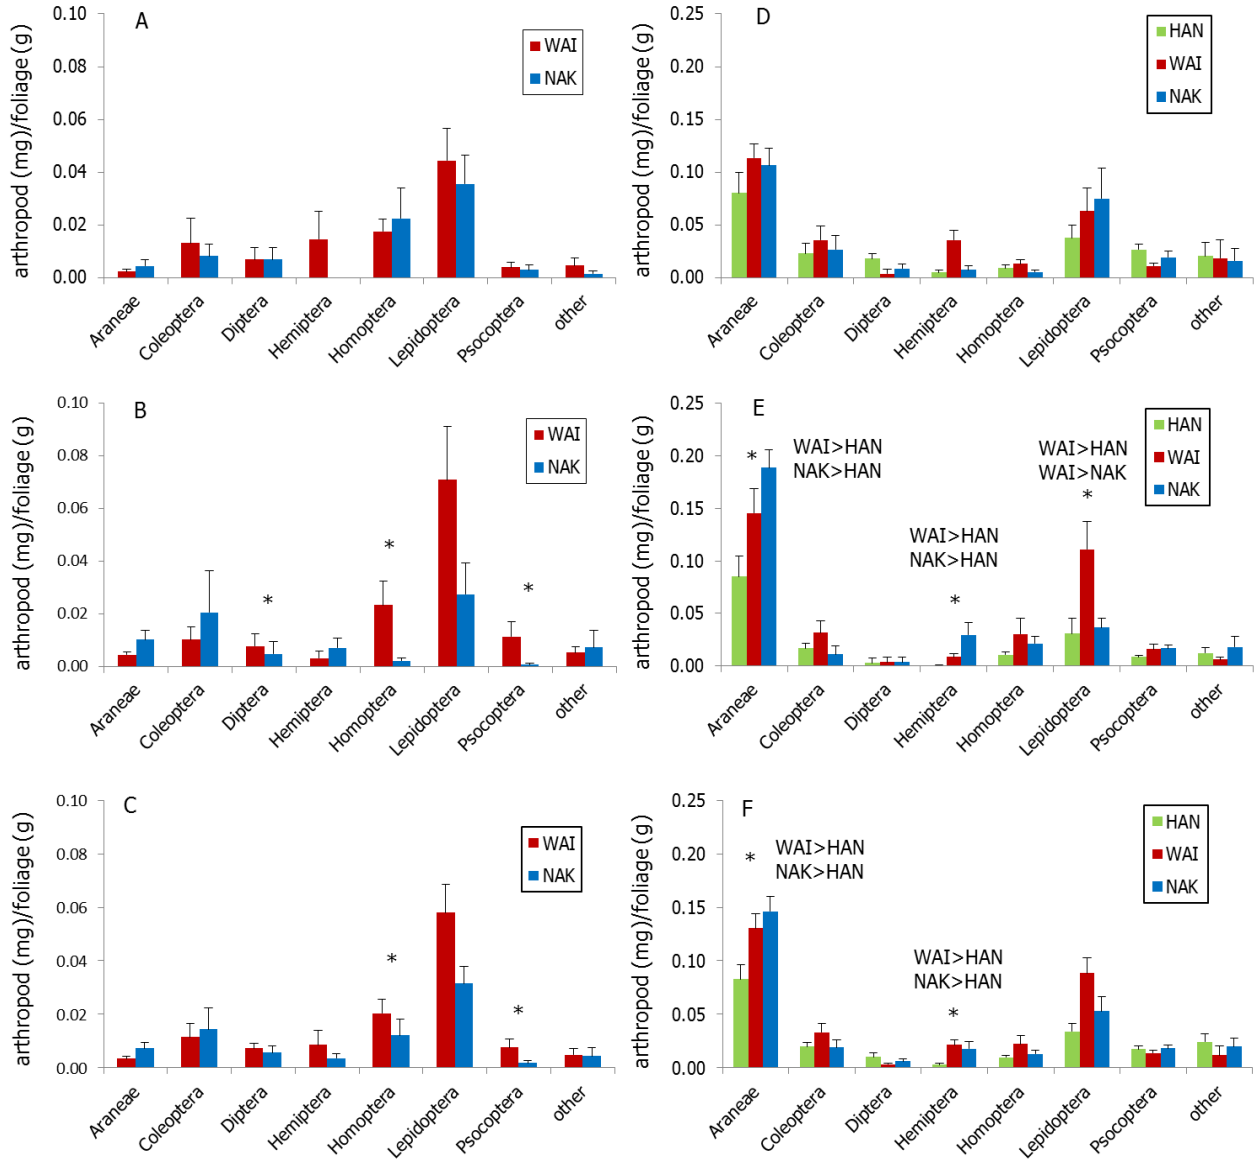 A
arthropod (mg)/foliage (g)
0.10
0.08
0.06
0.04
0.02
0.00
WAI
NAK
Araneae
Coleoptera
Diptera
Hemiptera
Homoptera
Lepidoptera
Psocoptera
other
D
arthropod (mg)/foliage (g)
0.25
0.20
0.15
0.10
0.05
0.00
HAN
WAI
NAK
Araneae
Coleoptera
Diptera
Hemiptera
Homoptera
Lepidoptera
Psocoptera
other
B
arthropod (mg)/foliage (g)
0.10
0.08
0.06
0.04
0.02
0.00
WAI
NAK
*
*
*
Araneae
Coleoptera
Diptera
Hemiptera
Homoptera
Lepidoptera
Psocoptera
other
E
arthropod (mg)/foliage (g)
0.25
0.20
0.15
0.10
0.05
0.00
HAN
WAI
NAK
*
WAI>HAN
NAK>HAN
WAI>HAN
NAK>HAN
*
WAI>HAN
WAI>NAK
*
Araneae
Coleoptera
Diptera
Hemiptera
Homoptera
Lepidoptera
Psocoptera
other
C
arthropod (mg)/foliage (g)
0.10
0.08
0.06
0.04
0.02
0.00
WAI
NAK
*
*
Araneae
Coleoptera
Diptera
Hemiptera
Homoptera
Lepidoptera
Psocoptera
other
F
arthropod (mg)/foliage (g)
0.25
0.20
0.15
0.10
0.05
0.00
HAN
WAI
NAK
*
WAI>HAN
NAK>HAN
WAI>HAN
NAK>HAN
*
Araneae
Coleoptera
Diptera
Hemiptera
Homoptera
Lepidoptera
Psocoptera
other